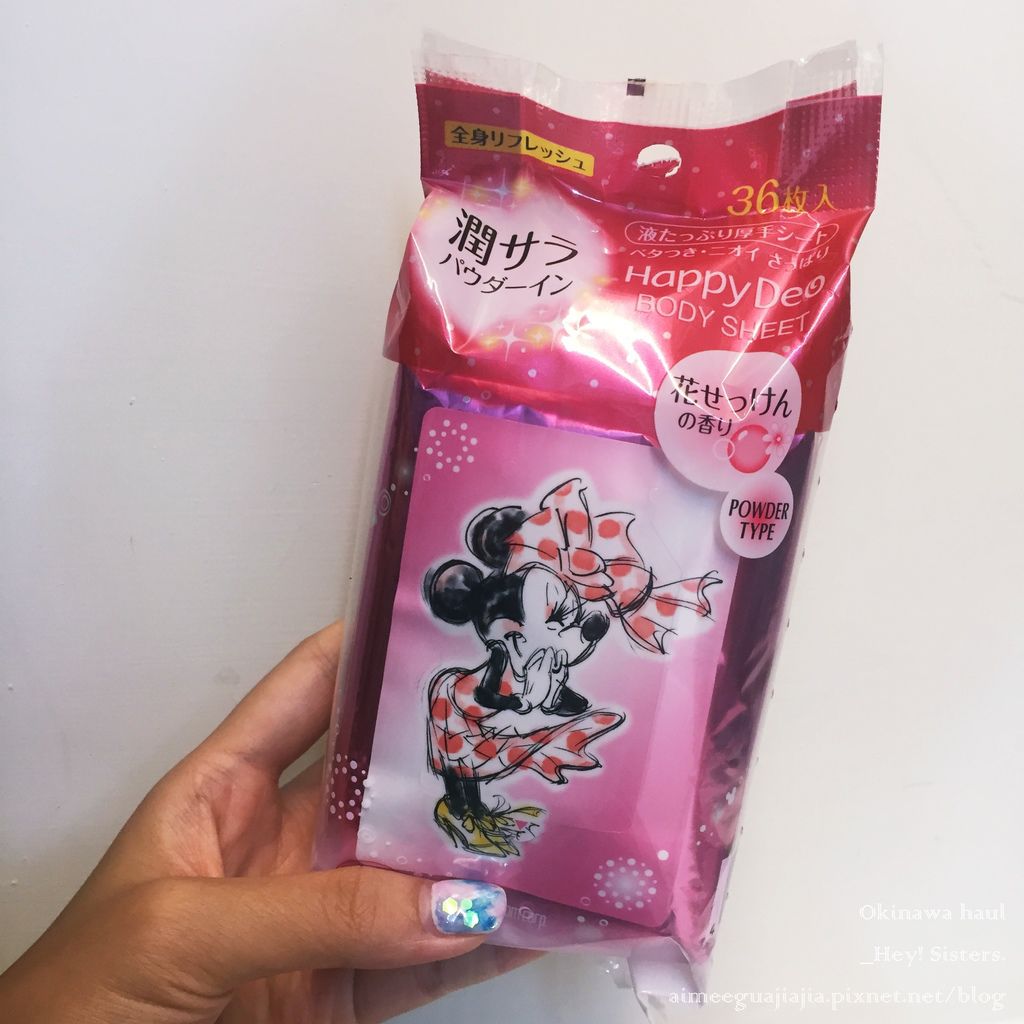 全身リフレッシュ
36枚入
潤サラ
パウダーイン
液たっぷり厚手シート
ベタつき・ニオイ さっぱり
Happy Deo
BODY SHEET
花せっけん
の香り
POWDER
TYPE
Okinawa haul
_Hey! Sisters.
aimeeguajiajia.pixnet.net/blog